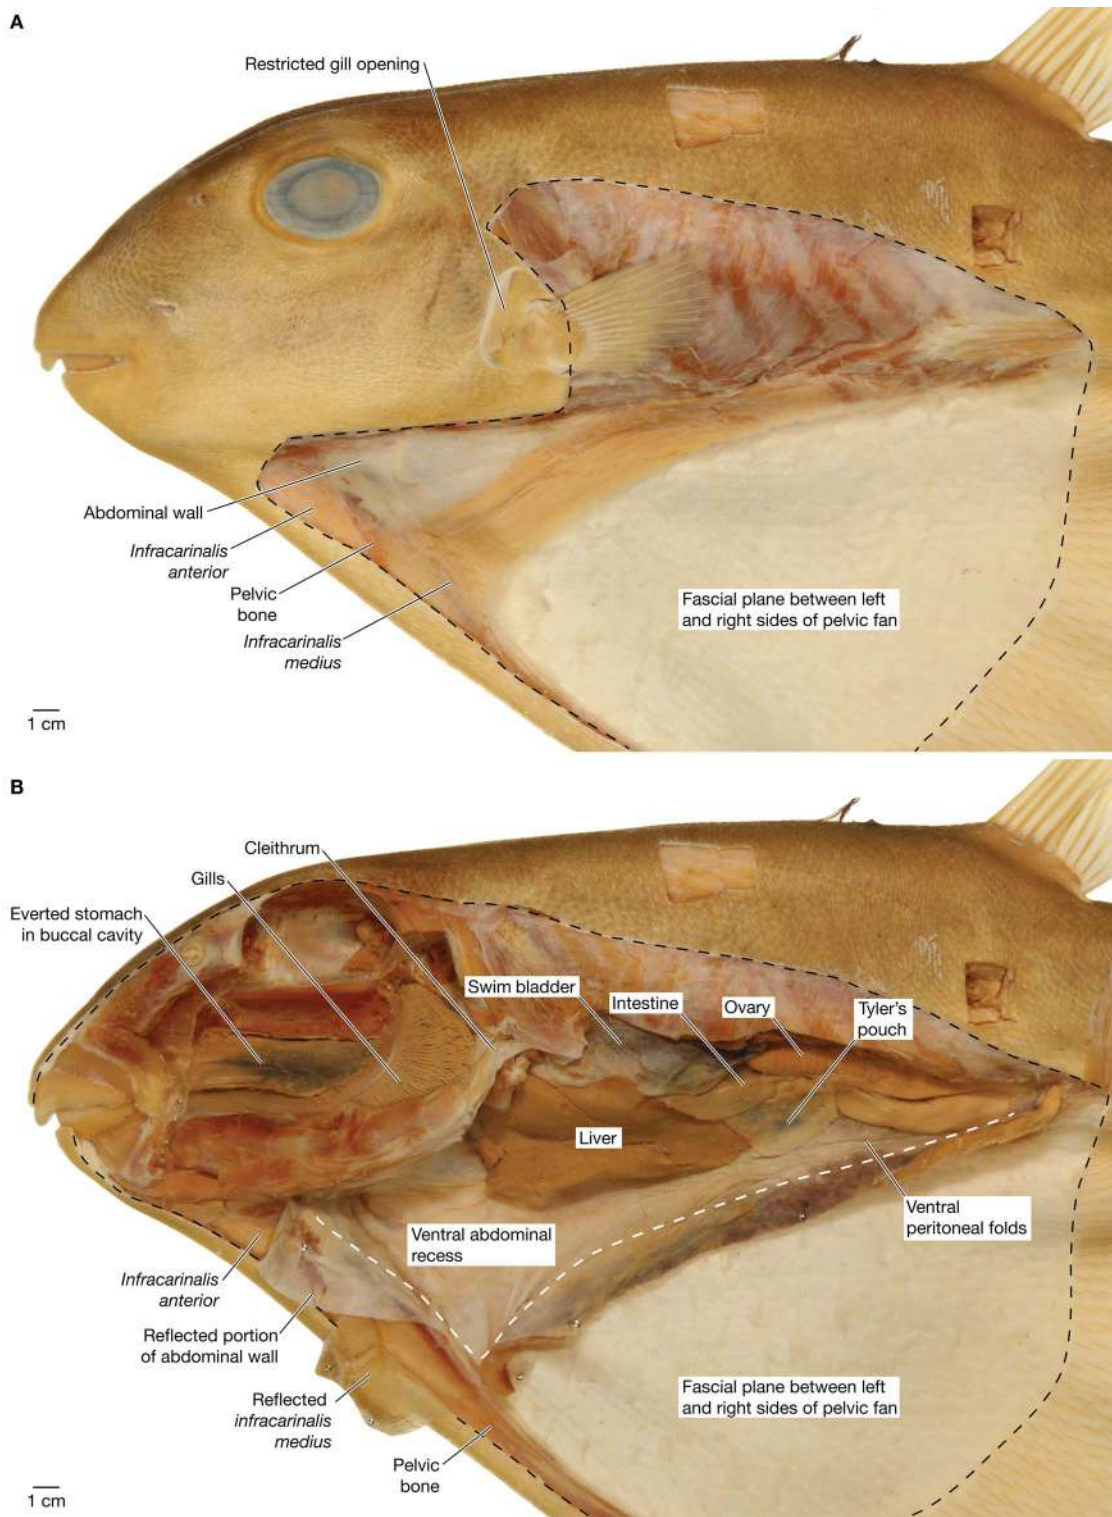 A
Restricted gill opening
Abdominal wall
Infracarinalis
anterior
Pelvic
bone
Infracarinalis
medius
Fascial plane between left
and right sides of pelvic fan
1 cm
B
Cleithrum
Gills
Everted stomach
in buccal cavity
Swim bladder
Intestine
Ovary
Tyler's
pouch
Liver
Ventral
peritoneal folds
Ventral abdominal
recess
Infracarinalis
anterior
Reflected portion
of abdominal wall
Reflected
infracarinalis
medius
Fascial plane between left
and right sides of pelvic fan
Pelvic
bone
1 cm